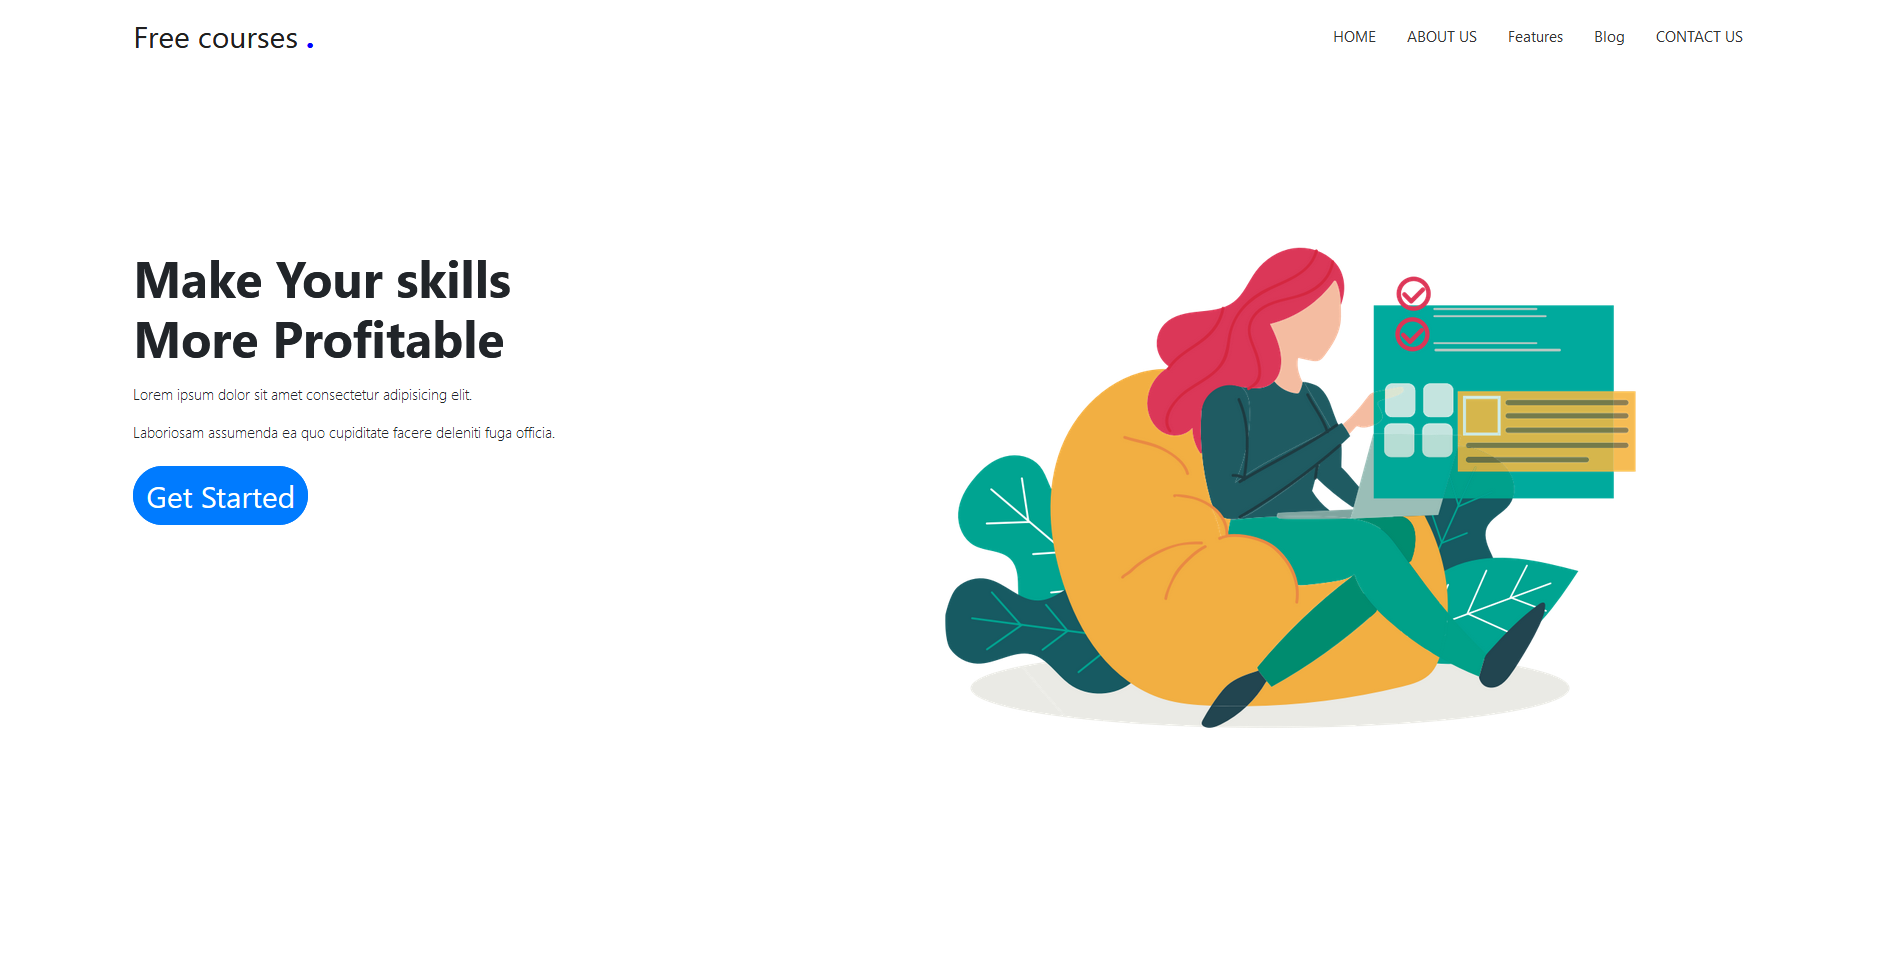 Free courses .
HOME ABOUT US Features Blog CONTACT US
Make Your skills
More Profitable
Lorem ipsum dolor sit amet consectetur adipisicing elit.
Laboriosam assumenda ea quo cupiditate facere deleniti fuga officia.
Get Started